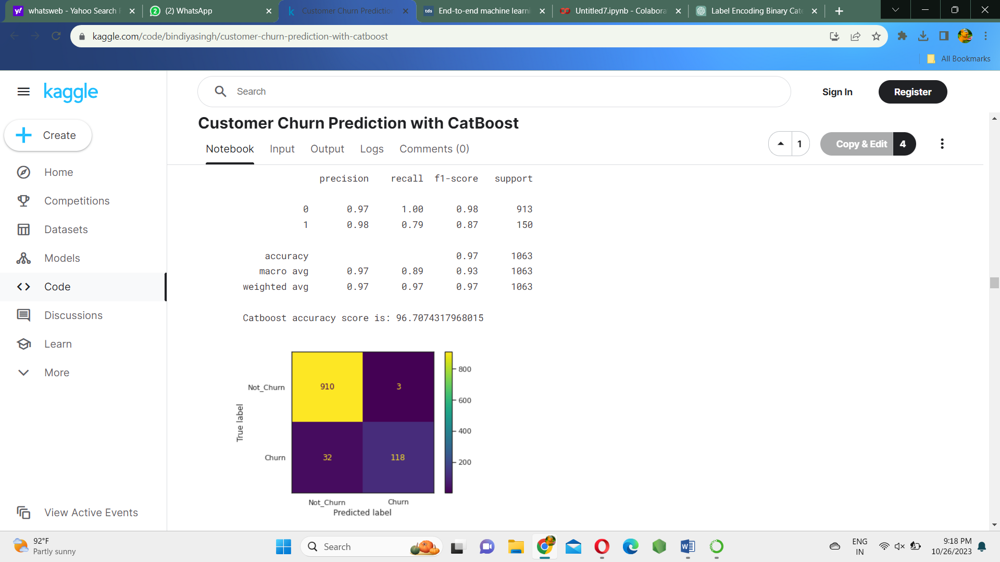 whatsweb - Yahoo Search
(2) WhatsApp
Customer Churn Prediction
End-to-end machine learni
Untitled7.ipynb - Colabora
Label Encoding Binary Cate
kaggle.com/code/bindiyasingh/customer-churn-prediction-with-catboost
All Bookmarks
kaggle
Search
Sign In
Register
Create
Home
Competitions
Datasets
Models
Code
Discussions
Learn
More
View Active Events
Customer Churn Prediction with CatBoost
Notebook Input Output Logs Comments (0)
1
Copy & Edit 4
precision recall f1-score support
0 0.97 1.00 0.98 913
1 0.98 0.79 0.87 150
accuracy 0.97 1063
macro avg 0.97 0.89 0.93 1063
weighted avg 0.97 0.97 0.97 1063
Catboost accuracy score is: 96.7074317968015
Not_Churn 910 3
Churn 32 118
True label
Not_Churn Churn
Predicted label
800
600
400
200
92°F
Partly sunny
Search
ENG
IN
9:18 PM
10/26/2023